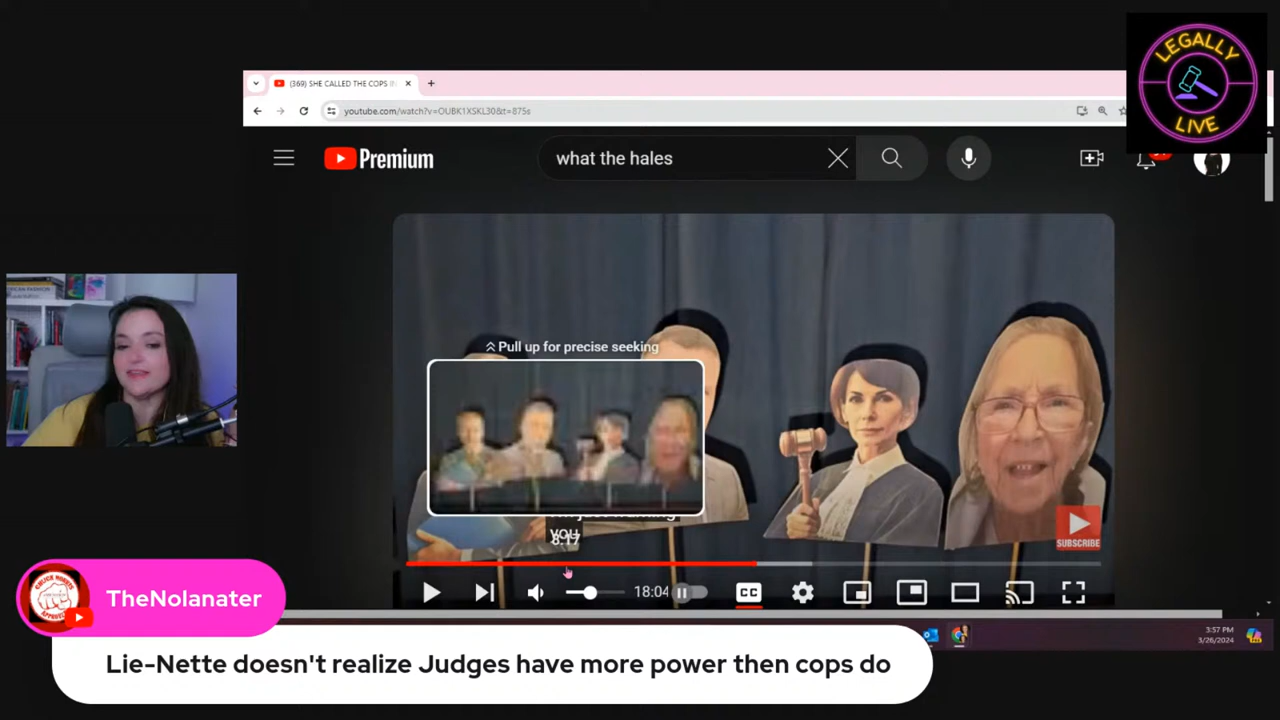 LEGALLY
LIVE
(369) SHE CALLED THE COPS
youtube.com/watch?v=OUBK1XSKL30&t=875s
Premium
what the hales
Pull up for precise seeking
you
8:17
SUBSCRIBE
18:04
CC
3:57 PM
3/26/2024
TheNolanater
Lie-Nette doesn't realize Judges have more power then cops do